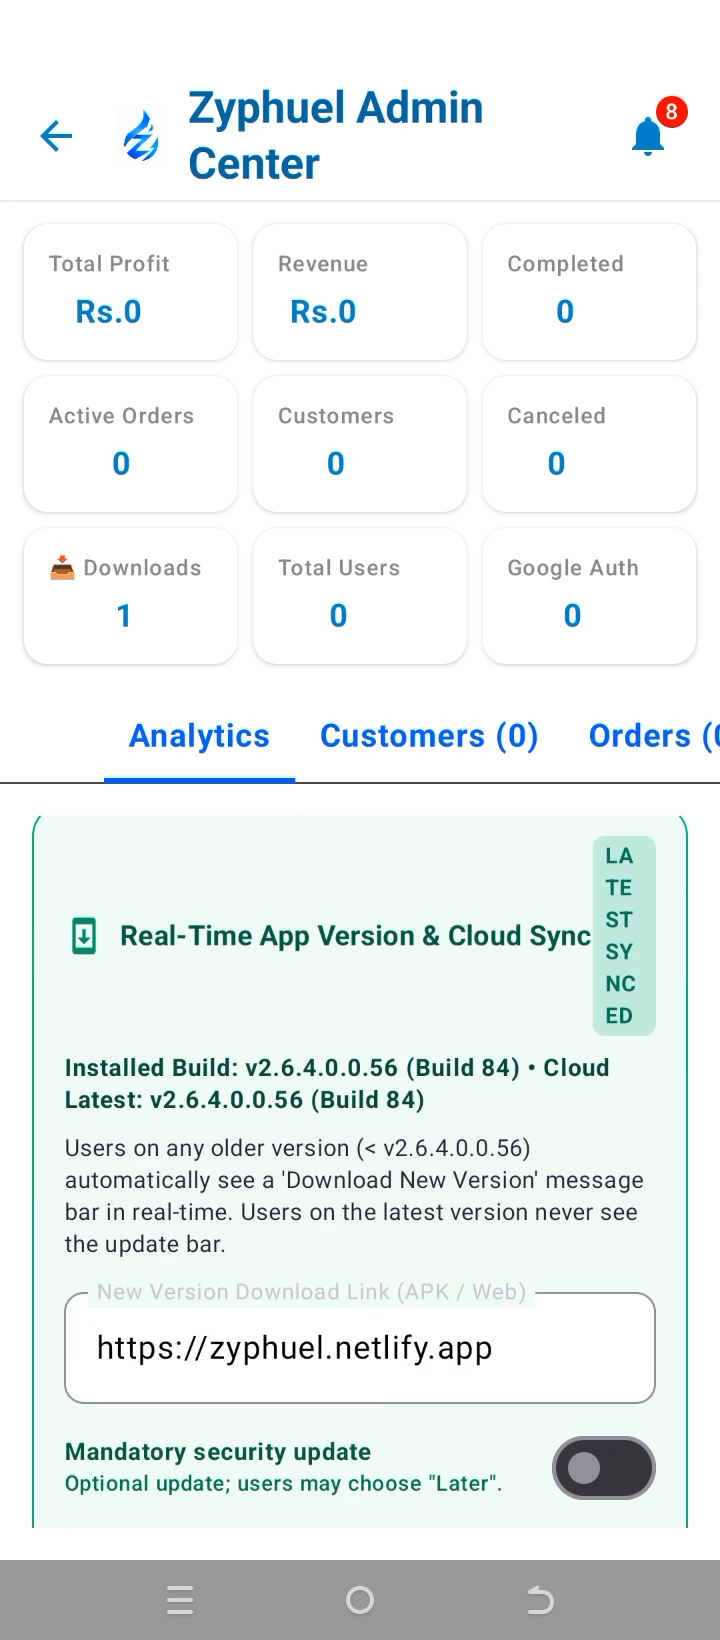 Zyphuel Admin
Center
8
Total Profit
Rs.0
Revenue
Rs.0
Completed
0
Active Orders
0
Customers
0
Canceled
0
📥 Downloads
1
Total Users
0
Google Auth
0
Analytics
Customers (0)
Orders (0
Real-Time App Version & Cloud Sync
LA
TE
ST
SY
NC
ED
Installed Build: v2.6.4.0.0.56 (Build 84) • Cloud
Latest: v2.6.4.0.0.56 (Build 84)
Users on any older version (< v2.6.4.0.0.56)
automatically see a 'Download New Version' message
bar in real-time. Users on the latest version never see
the update bar.
New Version Download Link (APK / Web)
https://zyphuel.netlify.app
Mandatory security update
Optional update; users may choose "Later".